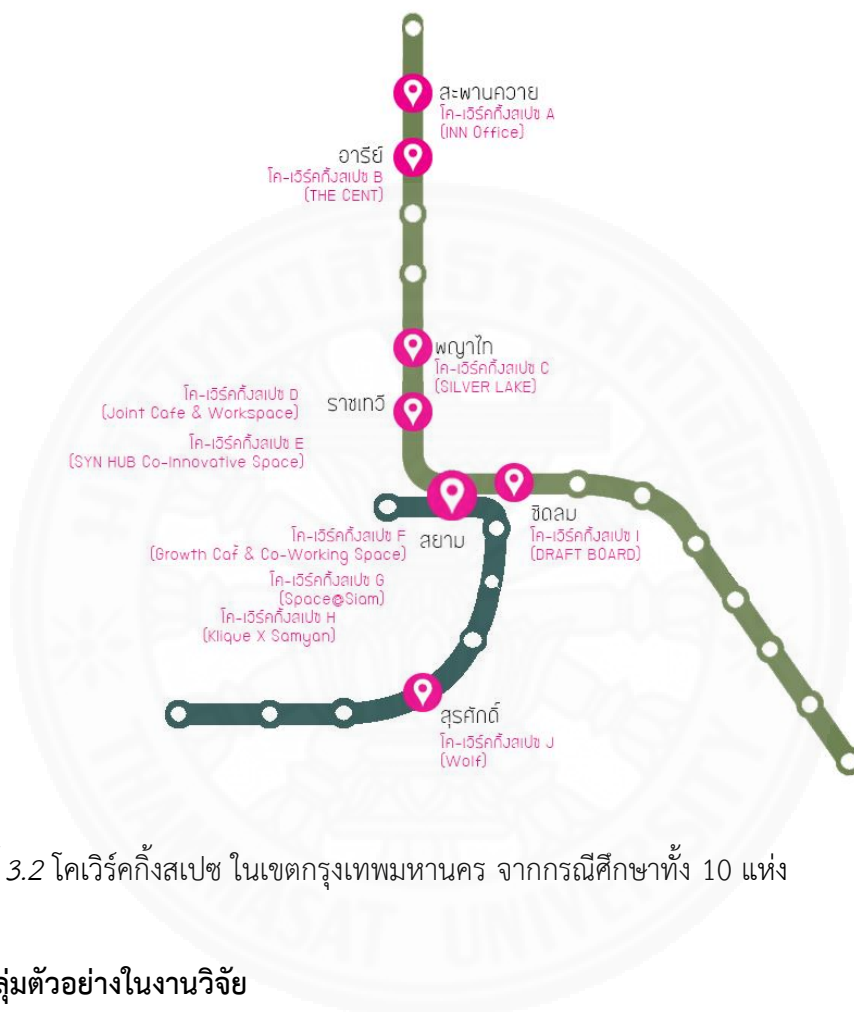 สะพานควาย
โค-เวิร์คกิ้งสเปซ A
(INN Office)
อารีย์
โค-เวิร์คกิ้งสเปซ B
(THE CENT)
พญาไท
โค-เวิร์คกิ้งสเปซ C
(SILVER LAKE)
ราชเทวี
โค-เวิร์คกิ้งสเปซ D
(Joint Cafe & Workspace)
โค-เวิร์คกิ้งสเปซ E
(SYN HUB Co-Innovative Space)
ชิดลม
โค-เวิร์คกิ้งสเปซ I
(DRAFT BOARD)
สยาม
โค-เวิร์คกิ้งสเปซ F
(Growth Caf้ & Co-Working Space)
โค-เวิร์คกิ้งสเปซ G
(Space@Siam)
โค-เวิร์คกิ้งสเปซ H
(Klique X Samyan)
สุรศักดิ์
โค-เวิร์คกิ้งสเปซ J
(Wolf)
3.2 โคเวิร์คกิ้งสเปซ ในเขตกรุงเทพมหานคร จากกรณีศึกษาทั้ง 10 แห่ง
ลุ่มตัวอย่างในงานวิจัย
THAMMASAT UNIVERSITY